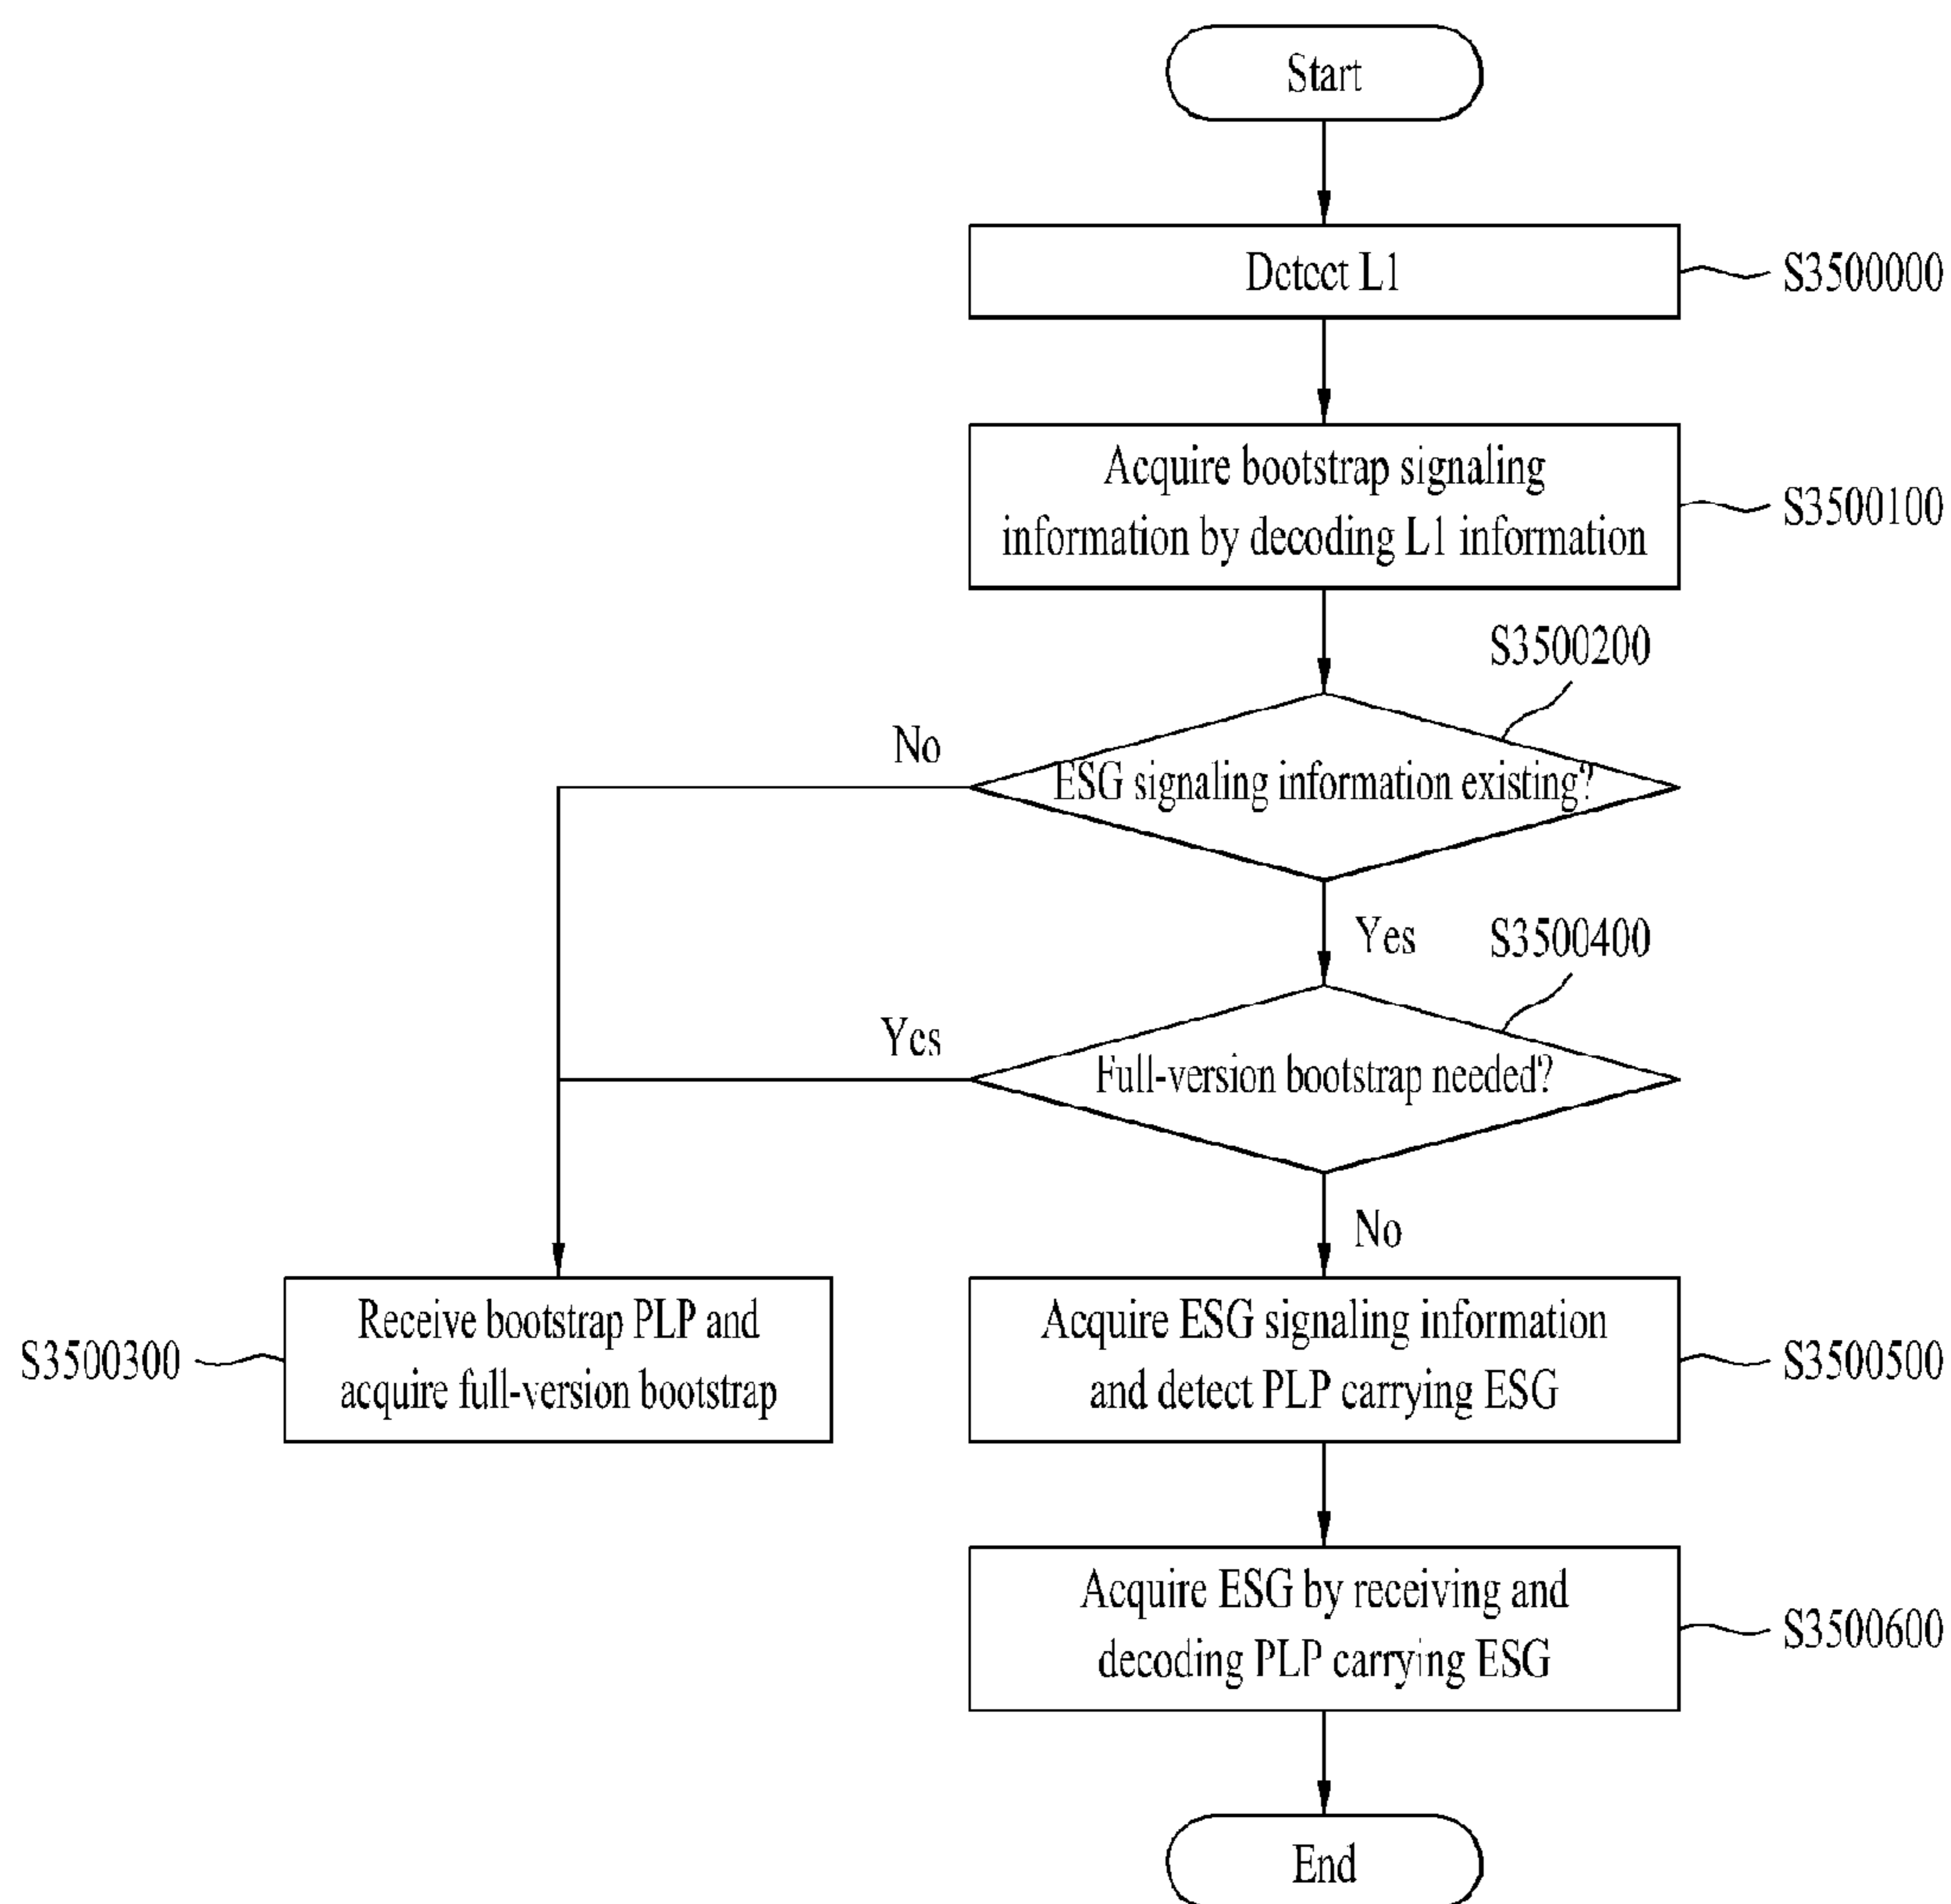 Start
Detect L1
S3500000
Acquire bootstrap signaling
information by decoding L1 information
S3500100
S3500200
No
ESG signaling information existing?
Yes
S3500400
Yes
Full-version bootstrap needed?
No
S3500300
Receive bootstrap PLP and
acquire full-version bootstrap
Acquire ESG signaling information
and detect PLP carrying ESG
S3500500
Acquire ESG by receiving and
decoding PLP carrying ESG
S3500600
End